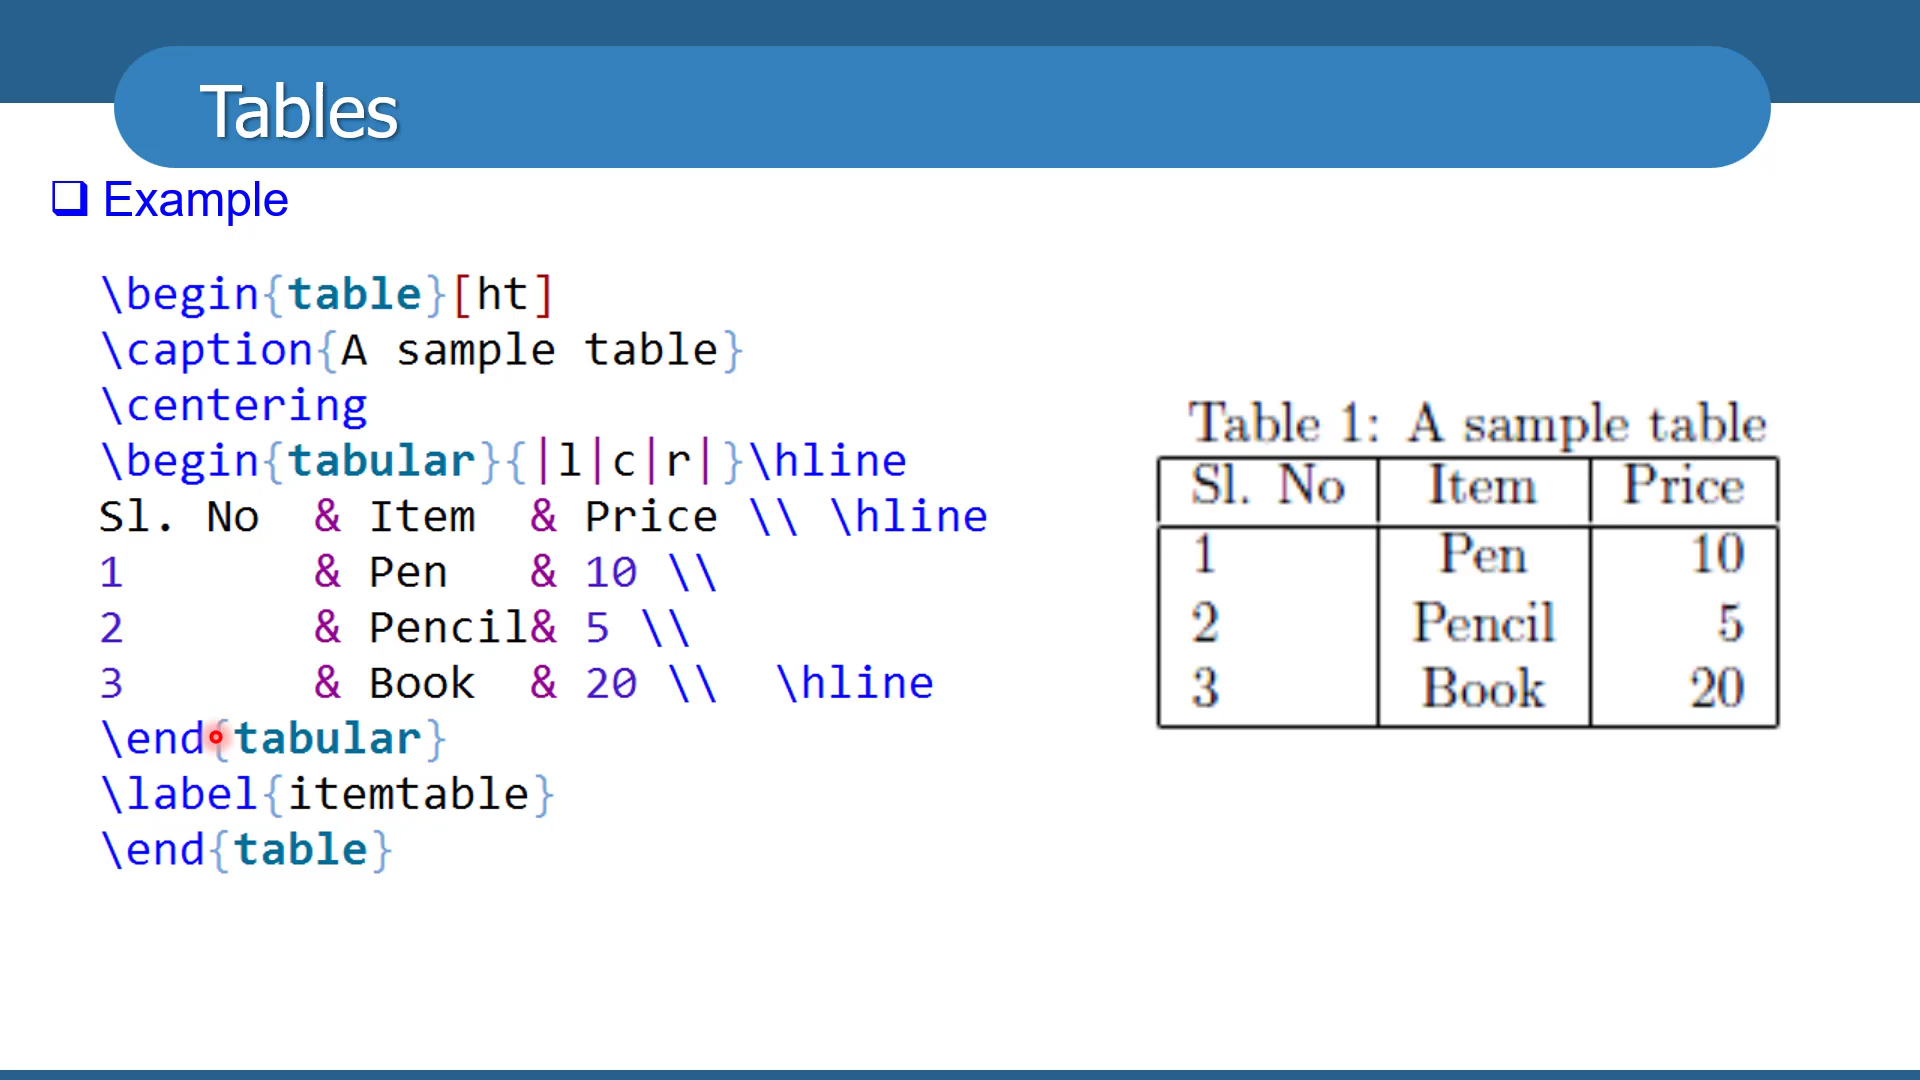 Tables
Example
\begin{table}[ht]
\caption{A sample table}
\centering
\begin{tabular}{|l|c|r|}\hline
Sl. No & Item & Price \\ \hline
1 & Pen & 10 \\
2 & Pencil& 5 \\
3 & Book & 20 \\ \hline
\end{tabular}
\label{itemtable}
\end{table}
Table 1: A sample table
Sl. No Item Price
1 Pen 10
2 Pencil 5
3 Book 20